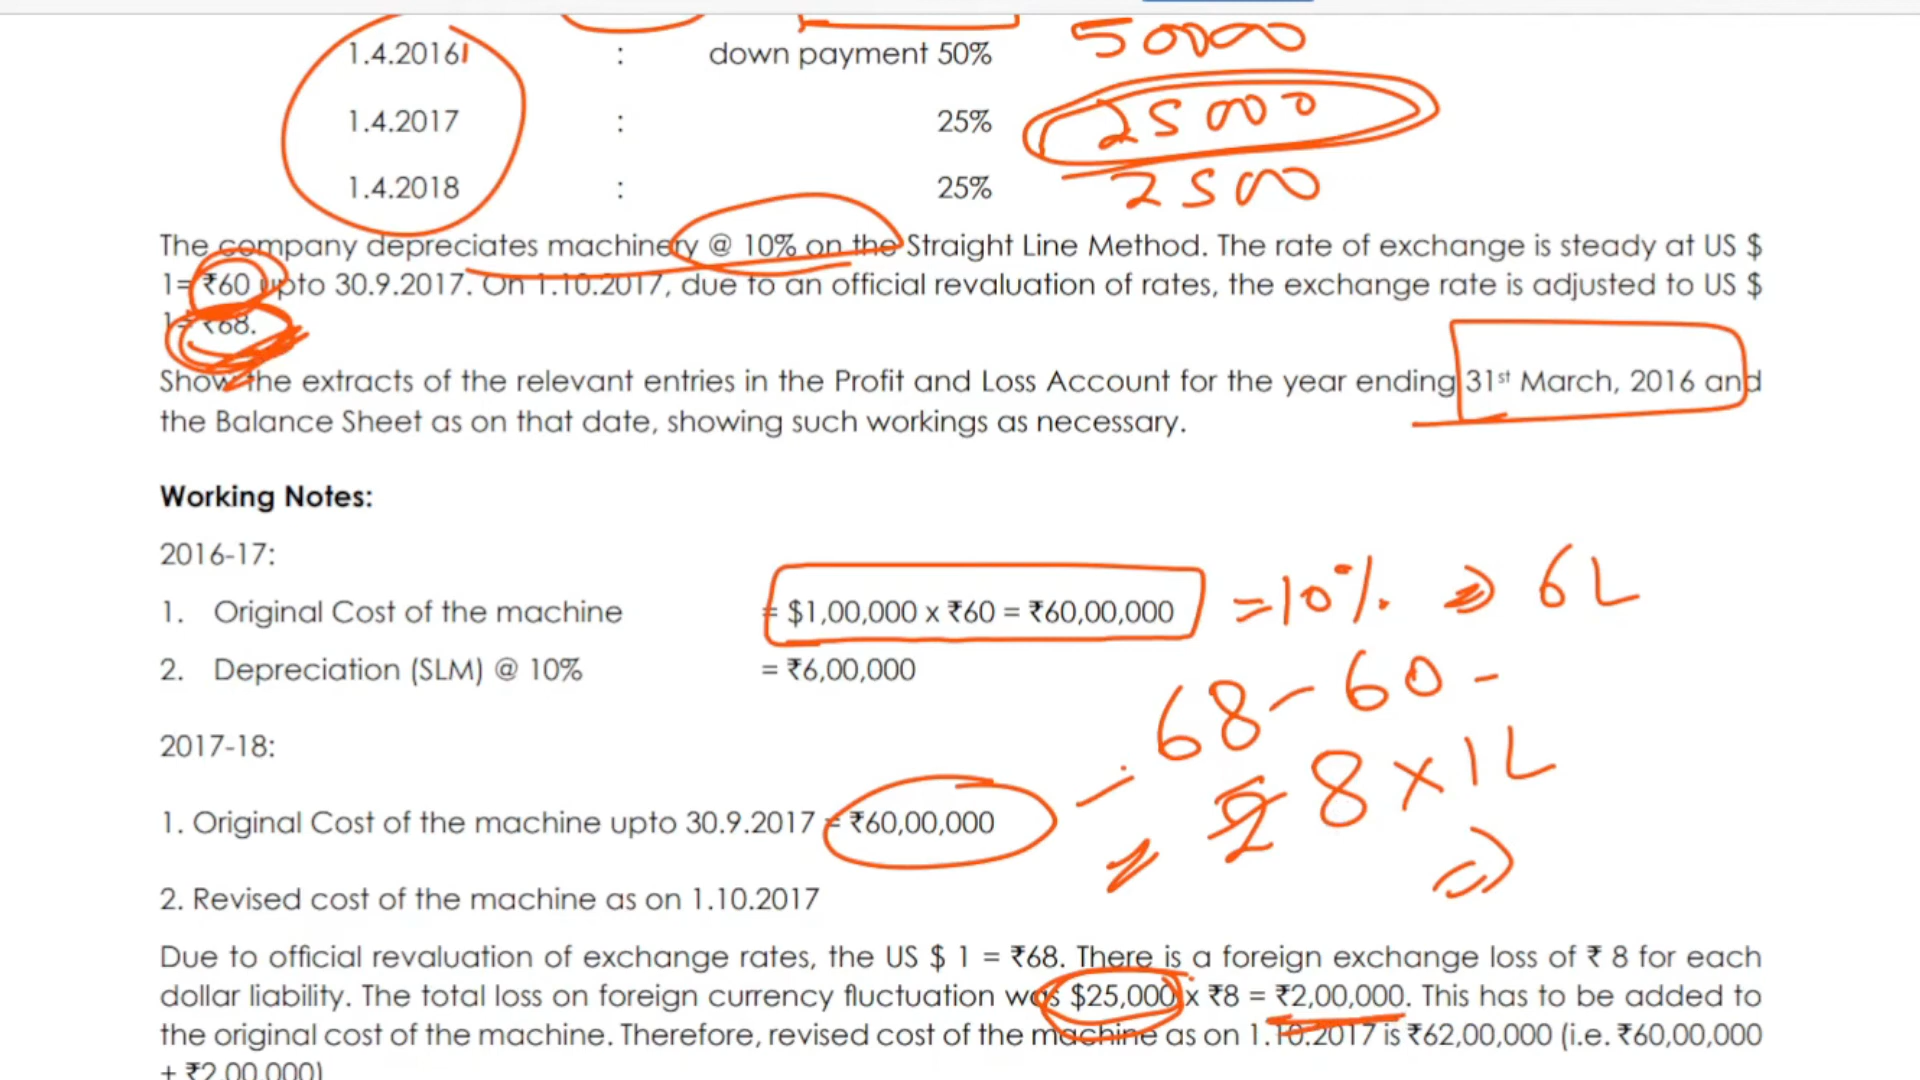 1.4.2016 : down payment 50% 50000
1.4.2017 : 25% 25000
1.4.2018 : 25% 2500
The company depreciates machinery @ 10% on the Straight Line Method. The rate of exchange is steady at US $
1= ₹60 upto 30.9.2017. On 1.10.2017, due to an official revaluation of rates, the exchange rate is adjusted to US $
1= ₹68.
Show the extracts of the relevant entries in the Profit and Loss Account for the year ending 31st March, 2016 and
the Balance Sheet as on that date, showing such workings as necessary.
Working Notes:
2016-17:
1. Original Cost of the machine = $1,00,000 x ₹60 = ₹60,00,000 =10% ⇒ 6L
2. Depreciation (SLM) @ 10% = ₹6,00,000
68-60 -
2017-18:
8x1L
1. Original Cost of the machine upto 30.9.2017 = ₹60,00,000
2. Revised cost of the machine as on 1.10.2017
Due to official revaluation of exchange rates, the US $ 1 = ₹68. There is a foreign exchange loss of ₹ 8 for each
dollar liability. The total loss on foreign currency fluctuation was $25,000 x ₹8 = ₹2,00,000. This has to be added to
the original cost of the machine. Therefore, revised cost of the machine as on 1.10.2017 is ₹62,00,000 (i.e. ₹60,00,000
+ ₹2,00,000)